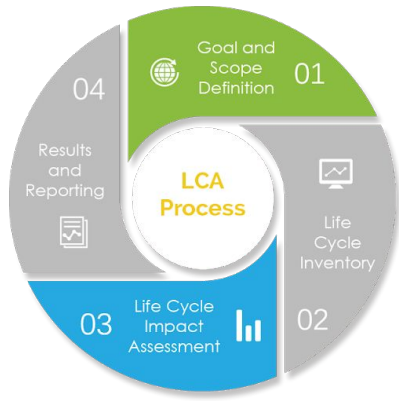 Goal and
Scope
Definition
01
Life
Cycle
Inventory
02
Life Cycle
Impact
Assessment
03
Results
and
Reporting
04
LCA
Process